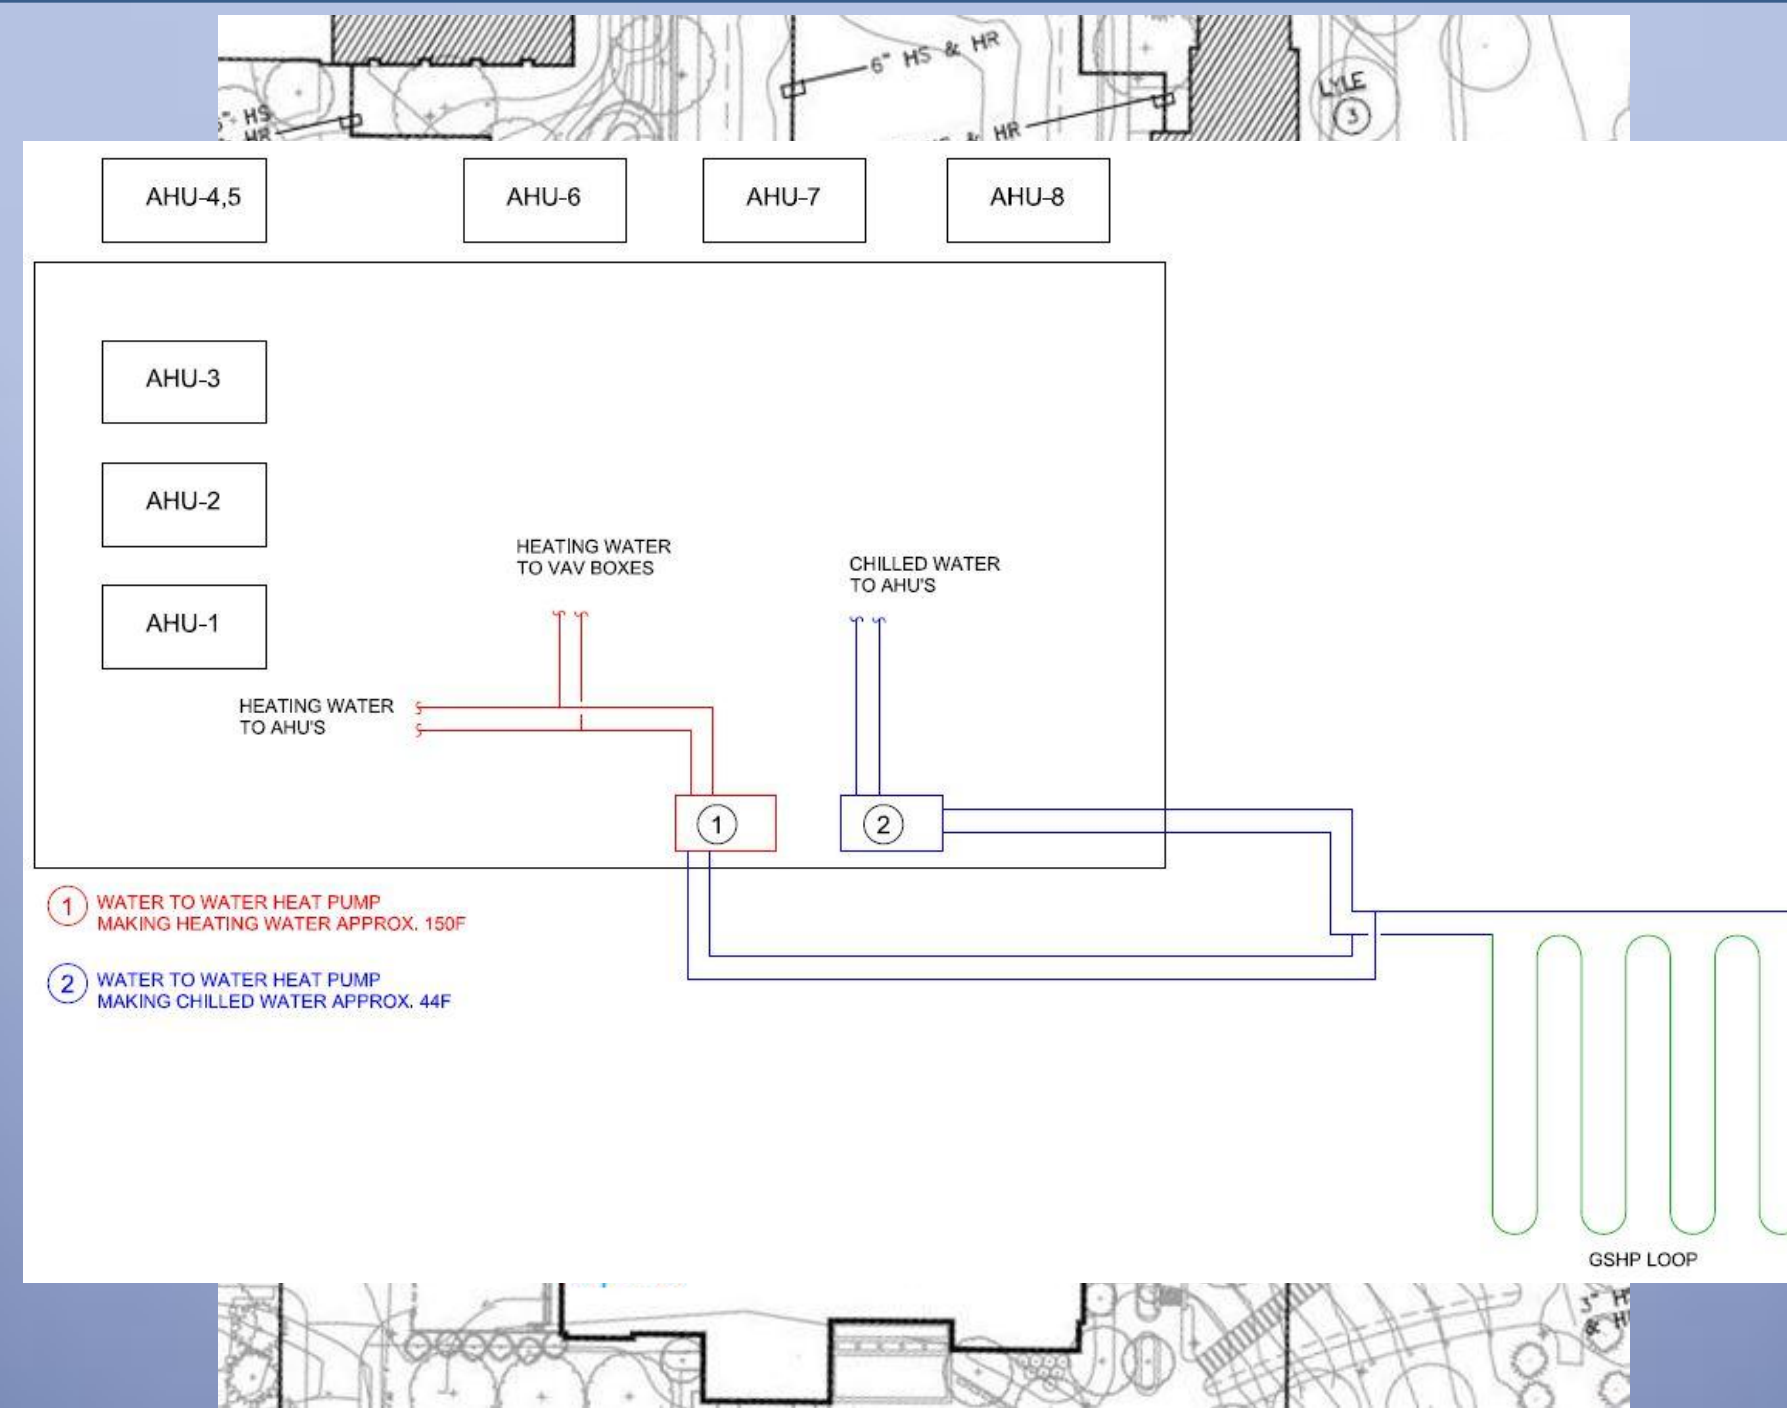 6" HS & HR
LYLE
3
" HS
& HR
& HR
AHU-4,5
AHU-6
AHU-7
AHU-8
AHU-3
AHU-2
AHU-1
HEATING WATER
TO VAV BOXES
CHILLED WATER
TO AHU'S
HEATING WATER
TO AHU'S
1
2
1 WATER TO WATER HEAT PUMP
MAKING HEATING WATER APPROX. 150F
2 WATER TO WATER HEAT PUMP
MAKING CHILLED WATER APPROX. 44F
GSHP LOOP
3" H
& H